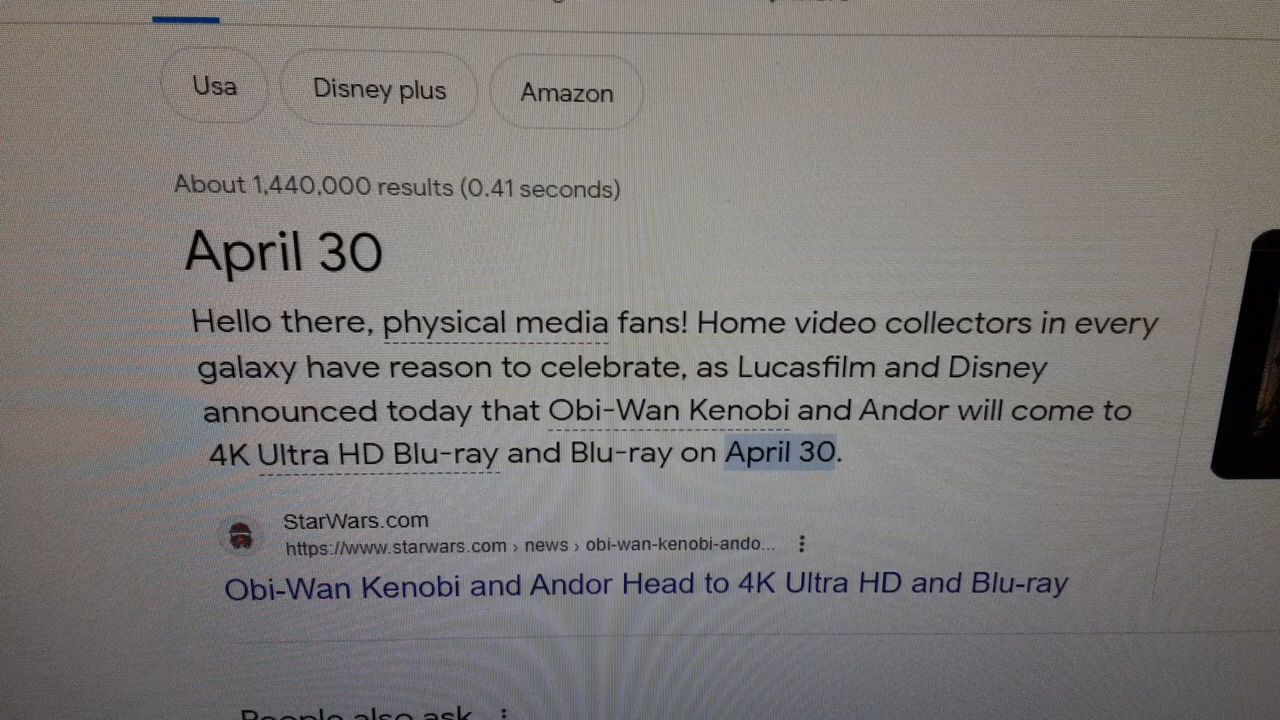 Usa
Disney plus
Amazon
About 1,440,000 results (0.41 seconds)
April 30
Hello there, physical media fans! Home video collectors in every
galaxy have reason to celebrate, as Lucasfilm and Disney
announced today that Obi-Wan Kenobi and Andor will come to
4K Ultra HD Blu-ray and Blu-ray on April 30.
StarWars.com
https://www.starwars.com › news › obi-wan-kenobi-ando...
Obi-Wan Kenobi and Andor Head to 4K Ultra HD and Blu-ray
People also ask